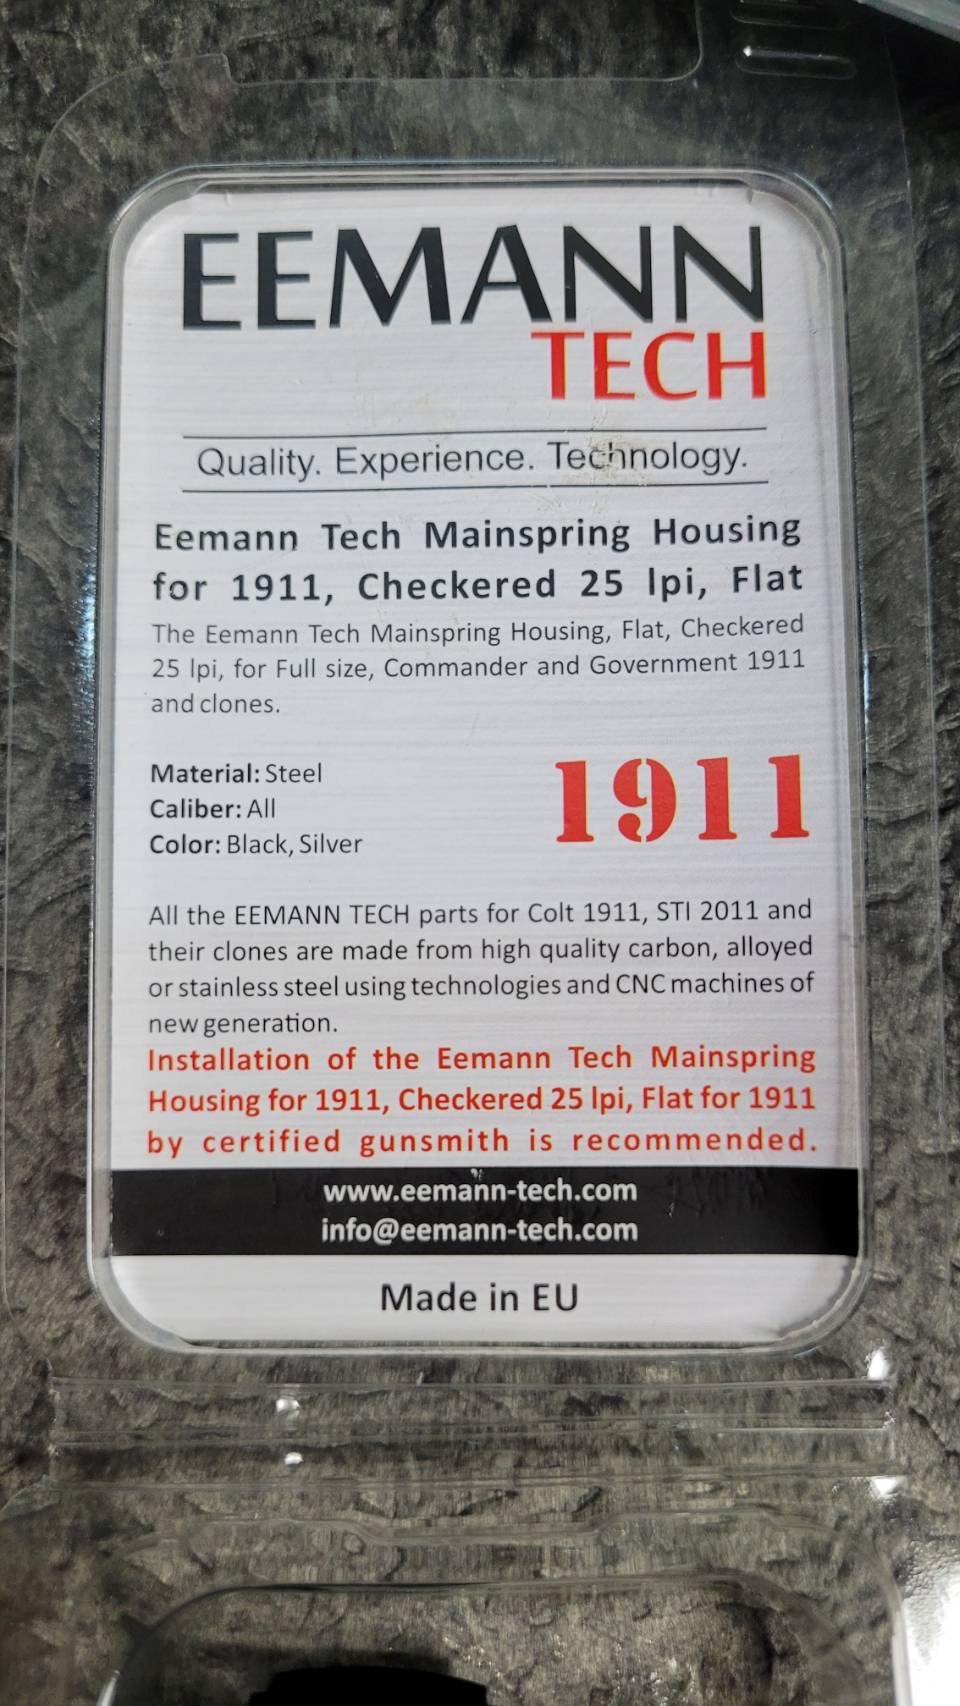 EEMANN
TECH
Quality. Experience. Technology.
Eemann Tech Mainspring Housing
for 1911, Checkered 25 lpi, Flat
The Eemann Tech Mainspring Housing, Flat, Checkered
25 lpi, for Full size, Commander and Government 1911
and clones.
Material: Steel
Caliber: All
Color: Black, Silver
1911
All the EEMANN TECH parts for Colt 1911, STI 2011 and
their clones are made from high quality carbon, alloyed
or stainless steel using technologies and CNC machines of
new generation.
Installation of the Eemann Tech Mainspring
Housing for 1911, Checkered 25 lpi, Flat for 1911
by certified gunsmith is recommended.
www.eemann-tech.com
info@eemann-tech.com
Made in EU